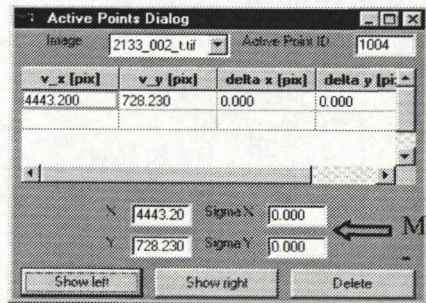 Active Points Dialog
Image 2133_002_t.tif Active Point ID 1004
v_x [pix] v_y [pix] delta x [pix] delta y [pix
4443.200 728.230 0.000 0.000
X 4443.20 Sigma X 0.000
M
Y 728.230 Sigma Y 0.000
Show left Show right Delete